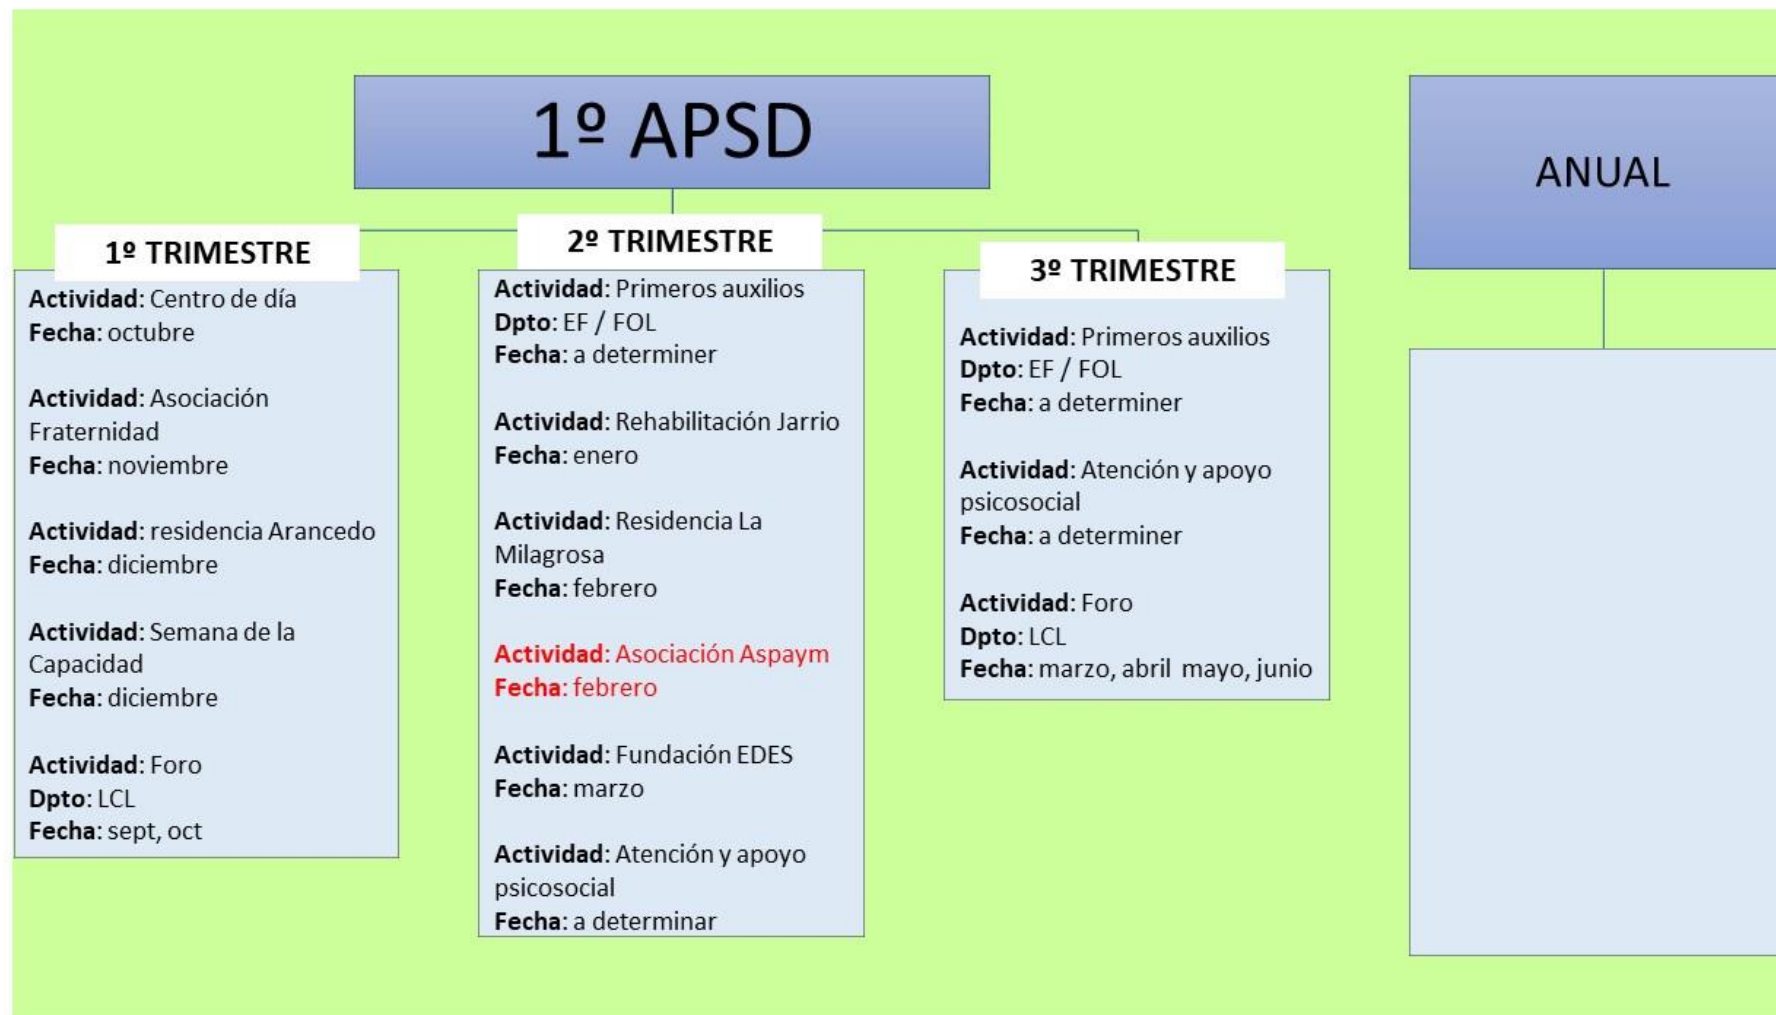 1º APSD
ANUAL
1º TRIMESTRE
Actividad: Centro de día
Fecha: octubre
Actividad: Asociación
Fraternidad
Fecha: noviembre
Actividad: residencia Arancedo
Fecha: diciembre
Actividad: Semana de la
Capacidad
Fecha: diciembre
Actividad: Foro
Dpto: LCL
Fecha: sept, oct
2º TRIMESTRE
Actividad: Primeros auxilios
Dpto: EF / FOL
Fecha: a determiner
Actividad: Rehabilitación Jarrio
Fecha: enero
Actividad: Residencia La
Milagrosa
Fecha: febrero
Actividad: Asociación Aspaym
Fecha: febrero
Actividad: Fundación EDES
Fecha: marzo
Actividad: Atención y apoyo
psicosocial
Fecha: a determinar
3º TRIMESTRE
Actividad: Primeros auxilios
Dpto: EF / FOL
Fecha: a determiner
Actividad: Atención y apoyo
psicosocial
Fecha: a determiner
Actividad: Foro
Dpto: LCL
Fecha: marzo, abril  mayo, junio